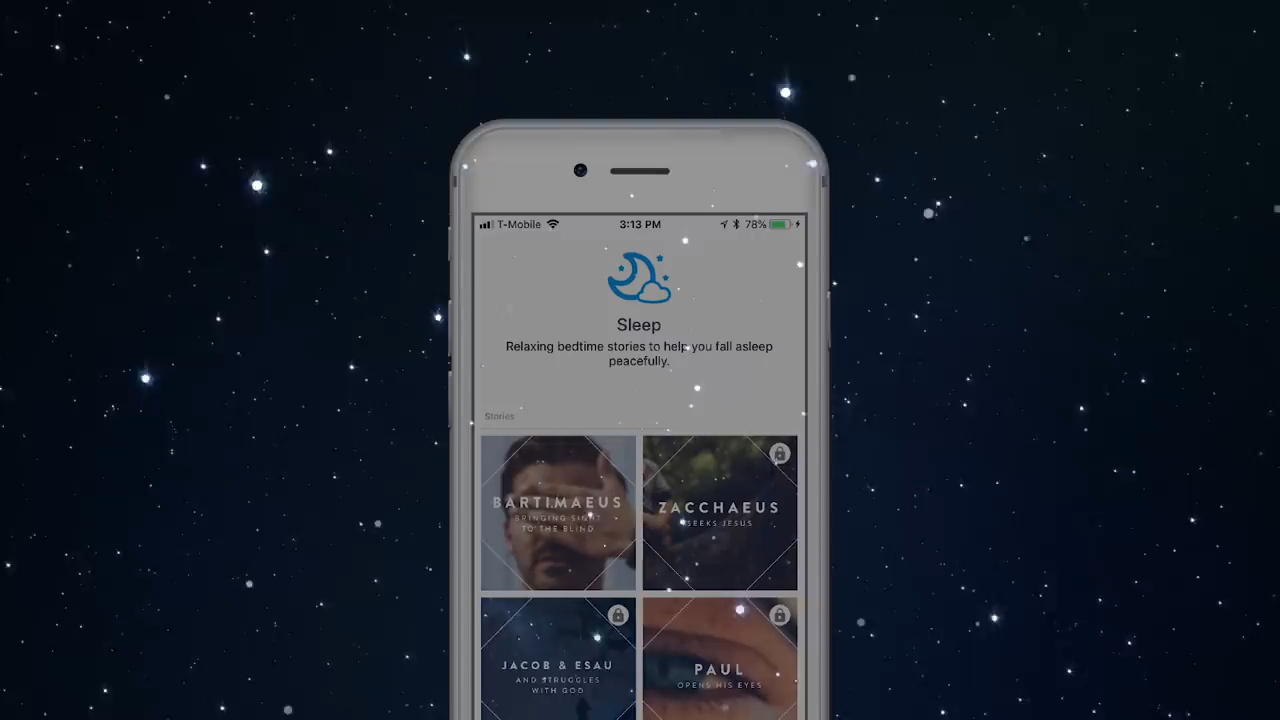 T-Mobile 3:13 PM 78%
Sleep
Relaxing bedtime stories to help you fall asleep
peacefully.
Stories
BARTIMAEUS
BRINGING SIGHT
TO THE BLIND
ZACCHAEUS
SEEKS JESUS
JACOB & ESAU
AND STRUGGLES
WITH GOD
PAUL
OPENS HIS EYES